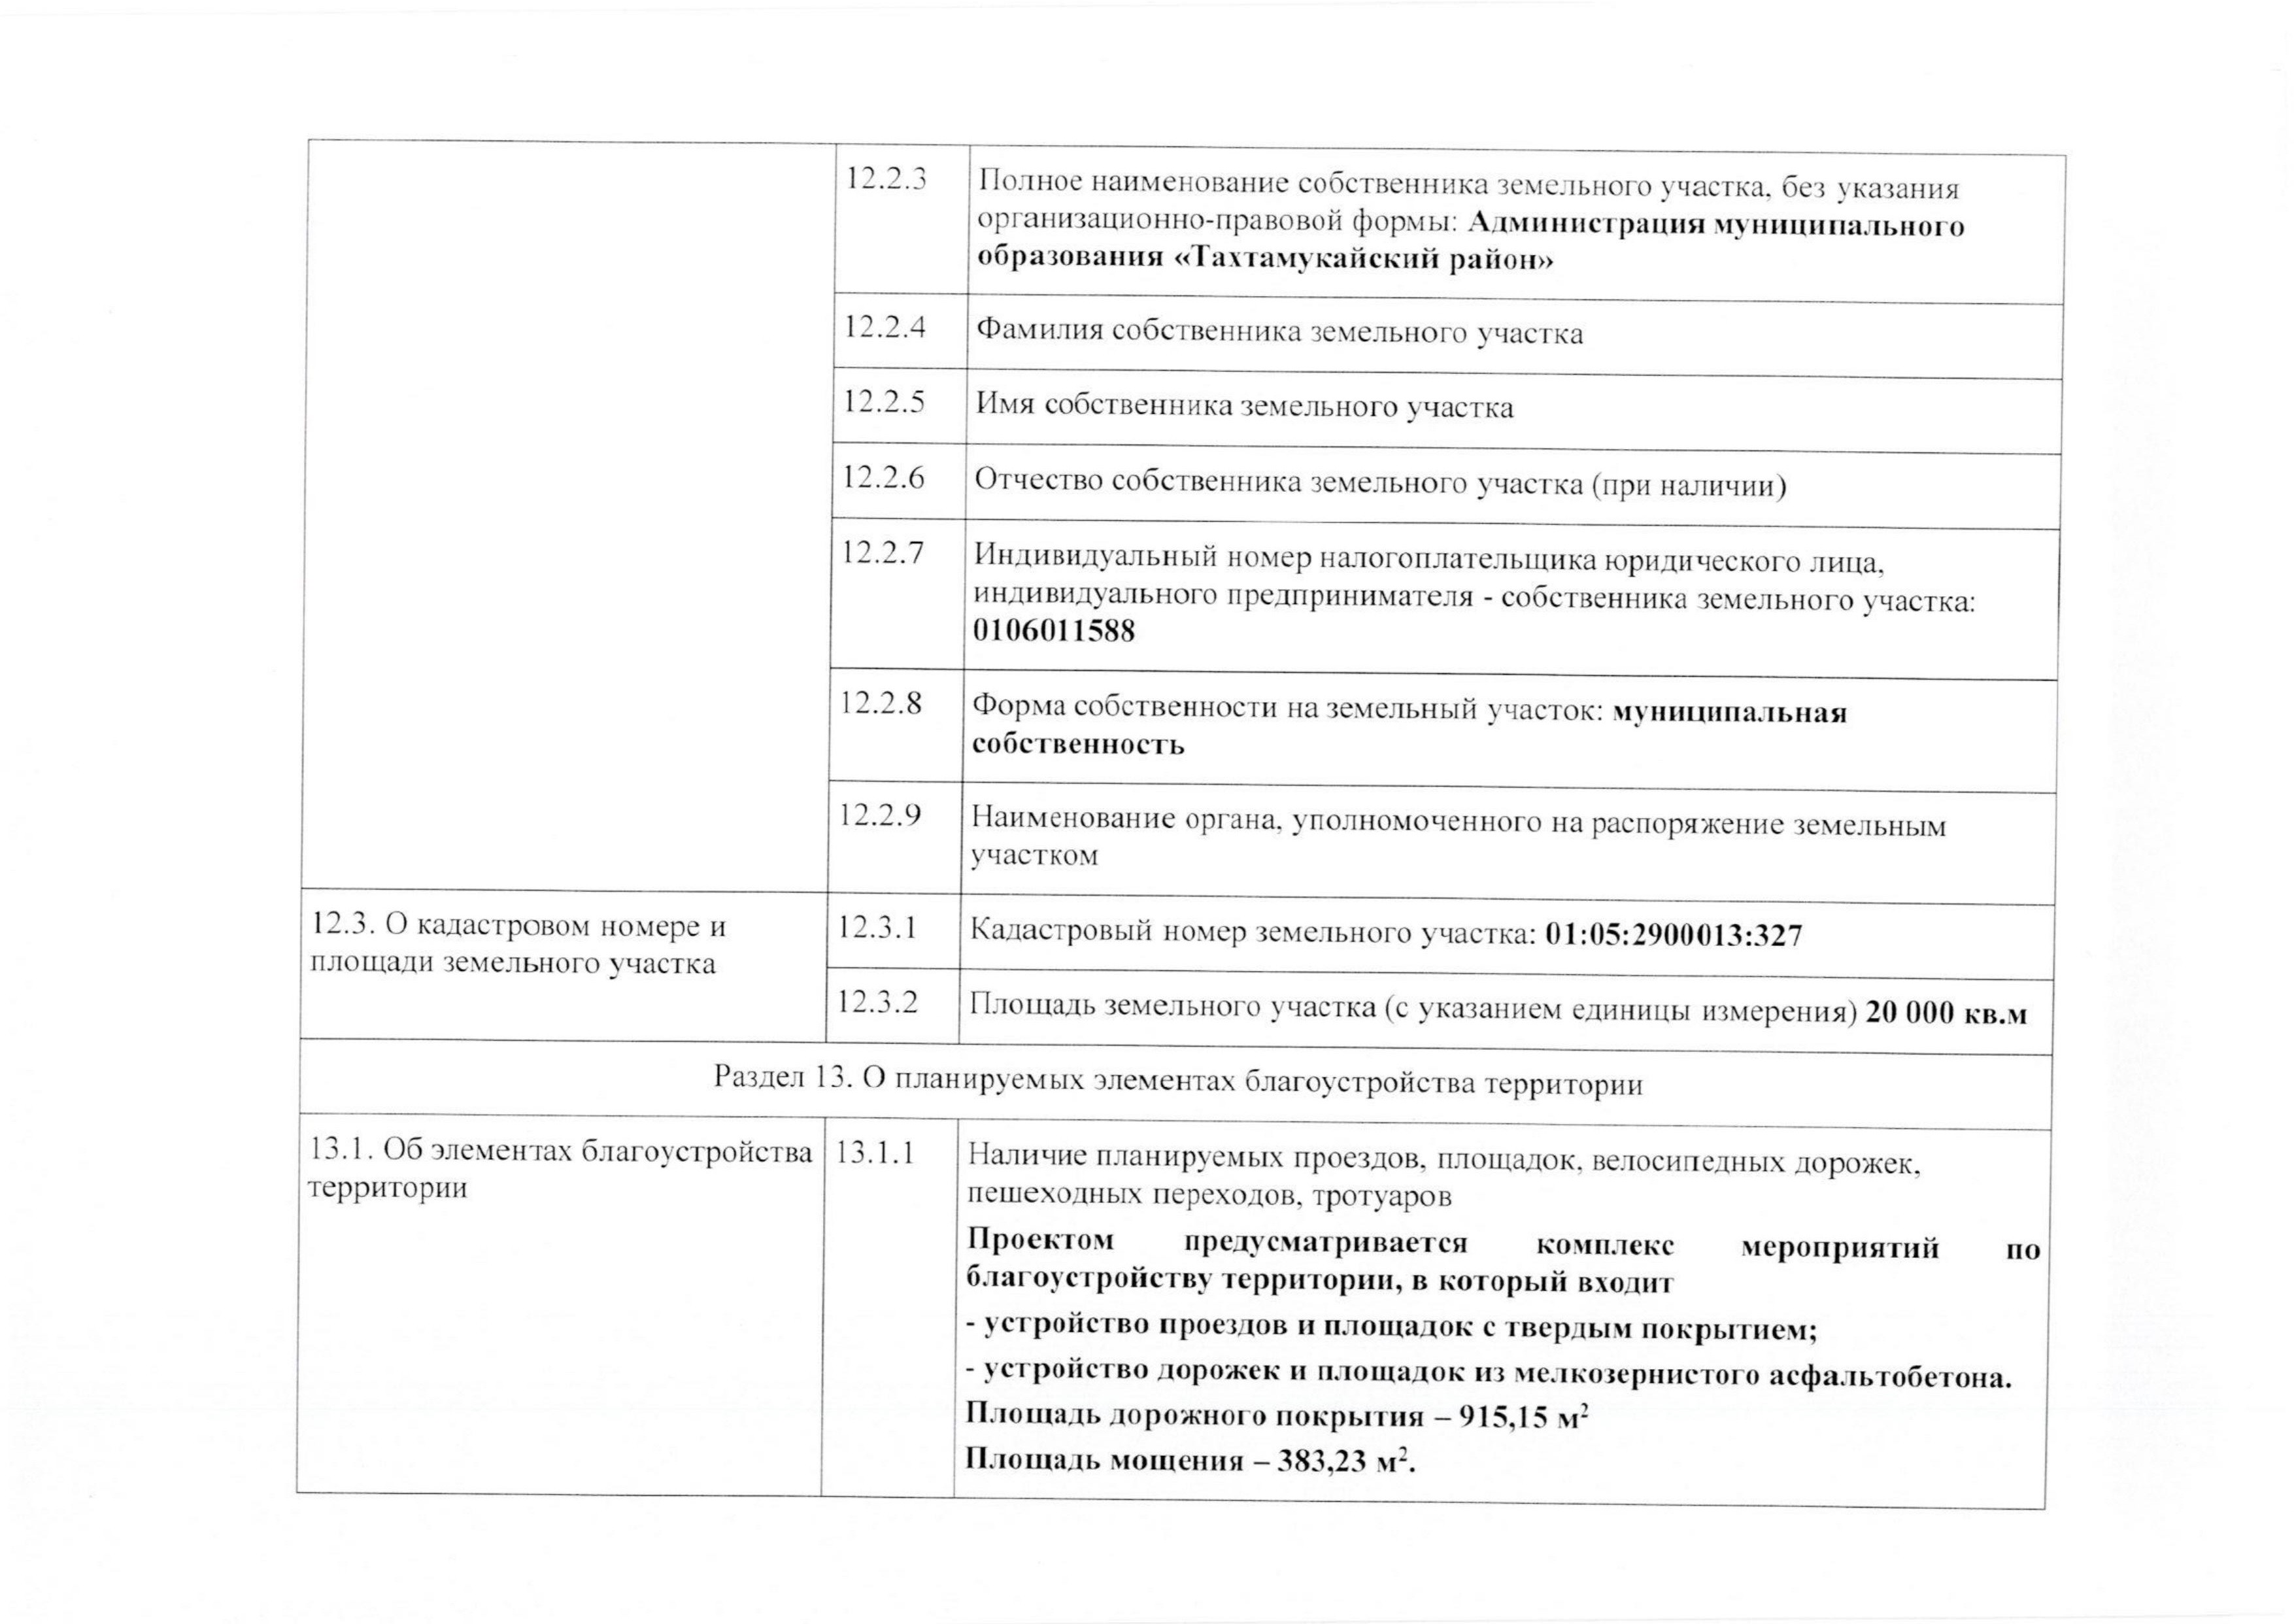 12.2.3
Полное наименование собственника земельного участка, без указания
организационно-правовой формы: Администрация муниципального
образования «Тахтамукайский район»
12.2.4
Фамилия собственника земельного участка
12.2.5
Имя собственника земельного участка
12.2.6
Отчество собственника земельного участка (при наличии)
12.2.7
Индивидуальный номер налогоплательщика юридического лица,
индивидуального предпринимателя - собственника земельного участка:
0106011588
12.2.8
Форма собственности на земельный участок: муниципальная
собственность
12.2.9
Наименование органа, уполномоченного на распоряжение земельным
участком
12.3. О кадастровом номере и
площади земельного участка
12.3.1
Кадастровый номер земельного участка: 01:05:2900013:327
12.3.2
Площадь земельного участка (с указанием единицы измерения) 20 000 кв.м
Раздел 13. О планируемых элементах благоустройства территории
13.1. Об элементах благоустройства
территории
13.1.1
Наличие планируемых проездов, площадок, велосипедных дорожек,
пешеходных переходов, тротуаров
Проектом предусматривается комплекс мероприятий по
благоустройству территории, в который входит
- устройство проездов и площадок с твердым покрытием;
- устройство дорожек и площадок из мелкозернистого асфальтобетона.
Площадь дорожного покрытия – 915,15 м²
Площадь мощения – 383,23 м².